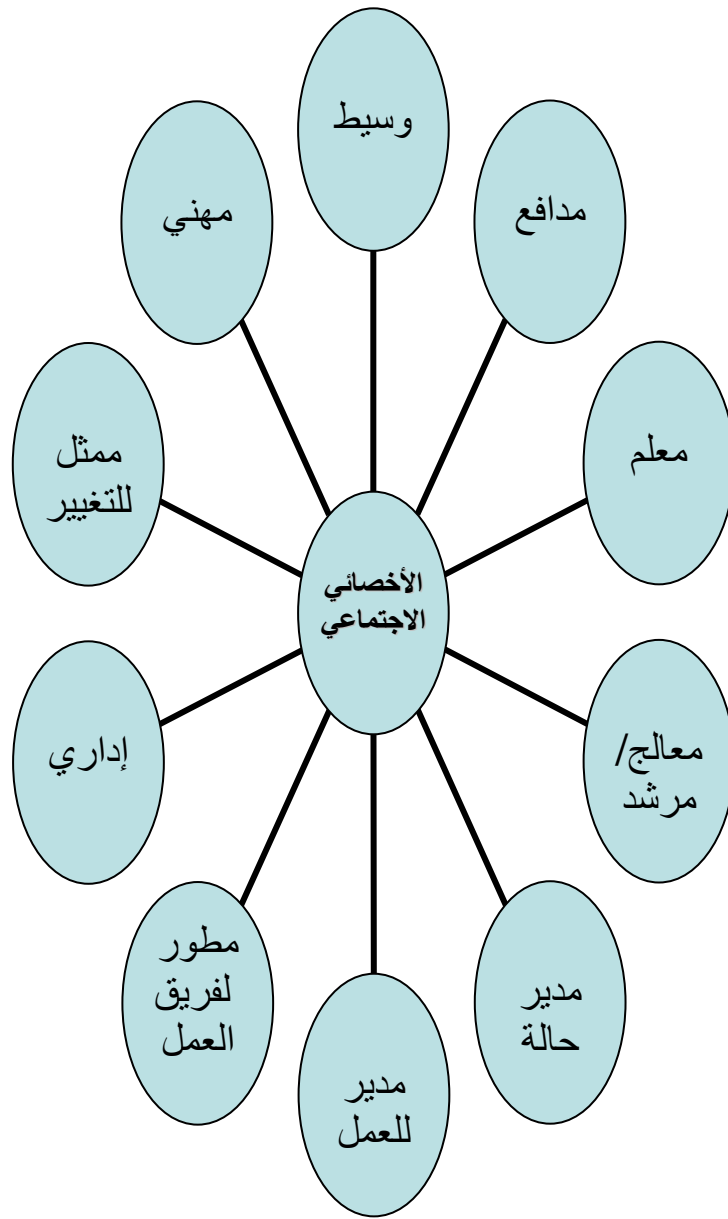 وسيط
مدافع
معلم
معالج/
مرشد
مدير
حالة
مدير
للعمل
مطور
لفريق
العمل
إداري
ممثل
للتغيير
مهني
الأخصائي
الاجتماعي